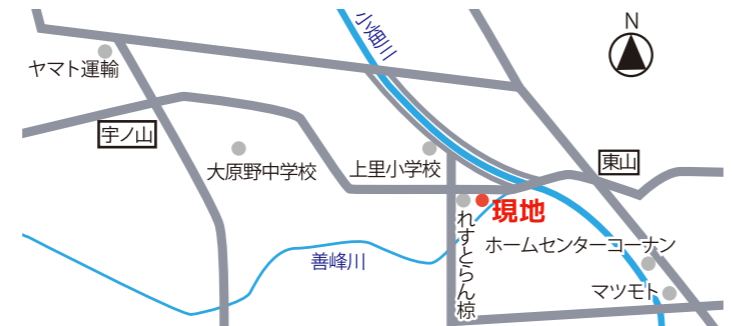 N
小畑川
ヤマト運輸
宇ノ山
大原野中学校
上里小学校
東山
現地
れすとらん椋
ホームセンターコーナン
善峰川
マツモト